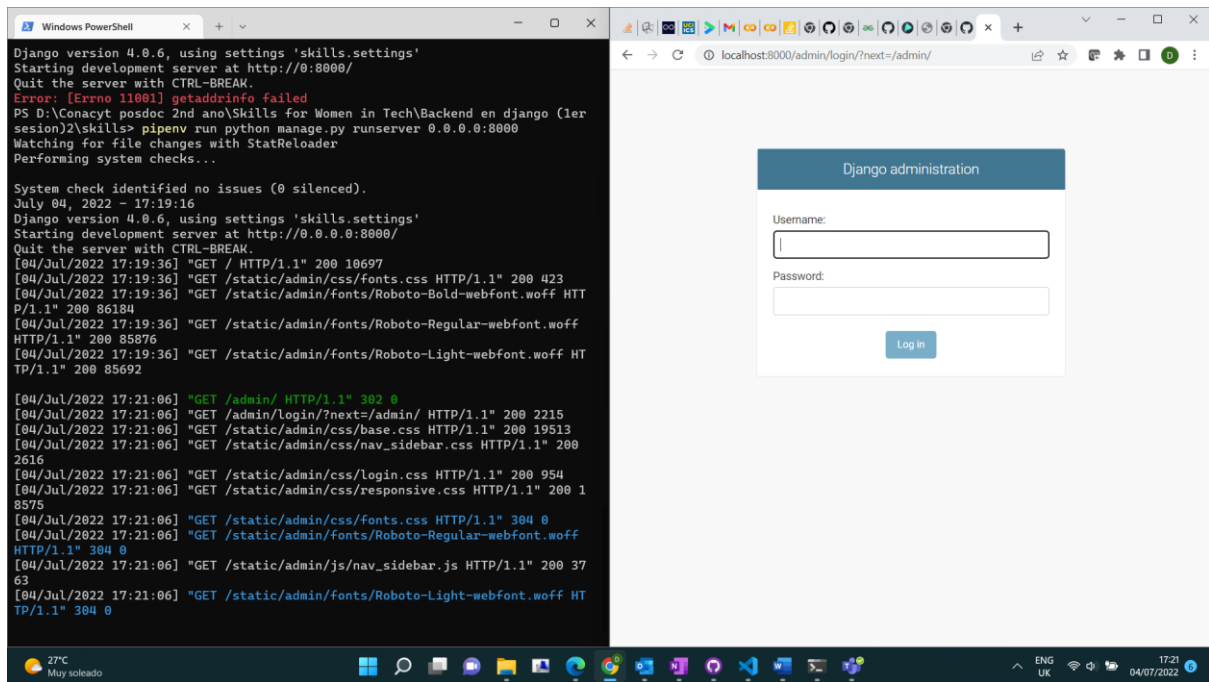 Windows PowerShell
Django version 4.0.6, using settings 'skills.settings'
Starting development server at http://0:8000/
Quit the server with CTRL-BREAK.
Error: [Errno 11001] getaddrinfo failed
PS D:\Conacyt posdoc 2nd ano\Skills for Women in Tech\Backend en django (1er
sesion)2\skills> pipenv run python manage.py runserver 0.0.0.0:8000
Watching for file changes with StatReloader
Performing system checks...
System check identified no issues (0 silenced).
July 04, 2022 - 17:19:16
Django version 4.0.6, using settings 'skills.settings'
Starting development server at http://0.0.0.0:8000/
Quit the server with CTRL-BREAK.
[04/Jul/2022 17:19:36] "GET / HTTP/1.1" 200 10697
[04/Jul/2022 17:19:36] "GET /static/admin/css/fonts.css HTTP/1.1" 200 423
[04/Jul/2022 17:19:36] "GET /static/admin/fonts/Roboto-Bold-webfont.woff HTT
P/1.1" 200 86184
[04/Jul/2022 17:19:36] "GET /static/admin/fonts/Roboto-Regular-webfont.woff
HTTP/1.1" 200 85876
[04/Jul/2022 17:19:36] "GET /static/admin/fonts/Roboto-Light-webfont.woff HT
TP/1.1" 200 85692
[04/Jul/2022 17:21:06] "GET /admin/ HTTP/1.1" 302 0
[04/Jul/2022 17:21:06] "GET /admin/login/?next=/admin/ HTTP/1.1" 200 2215
[04/Jul/2022 17:21:06] "GET /static/admin/css/base.css HTTP/1.1" 200 19513
[04/Jul/2022 17:21:06] "GET /static/admin/css/nav_sidebar.css HTTP/1.1" 200
2616
[04/Jul/2022 17:21:06] "GET /static/admin/css/login.css HTTP/1.1" 200 954
[04/Jul/2022 17:21:06] "GET /static/admin/css/responsive.css HTTP/1.1" 200 1
8575
[04/Jul/2022 17:21:06] "GET /static/admin/css/fonts.css HTTP/1.1" 304 0
[04/Jul/2022 17:21:06] "GET /static/admin/fonts/Roboto-Regular-webfont.woff
HTTP/1.1" 304 0
[04/Jul/2022 17:21:06] "GET /static/admin/js/nav_sidebar.js HTTP/1.1" 200 37
63
[04/Jul/2022 17:21:06] "GET /static/admin/fonts/Roboto-Light-webfont.woff HT
TP/1.1" 304 0
localhost:8000/admin/login/?next=/admin/
D
Django administration
Username:
Password:
Log in
27°C
Muy soleado
ENG
UK
17:21
04/07/2022
6